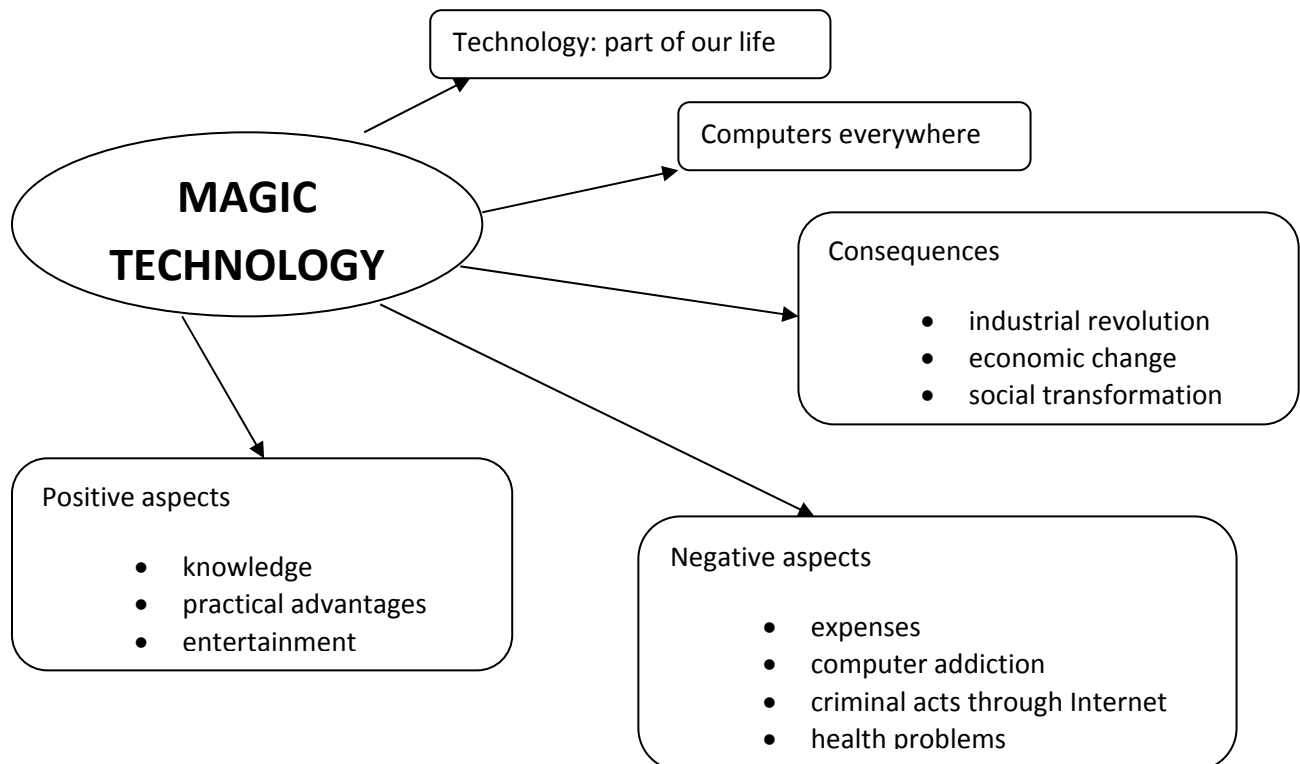 Technology: part of our life
Computers everywhere
MAGIC
TECHNOLOGY
Consequences
• industrial revolution
• economic change
• social transformation
Positive aspects
• knowledge
• practical advantages
• entertainment
Negative aspects
• expenses
• computer addiction
• criminal acts through Internet
• health problems